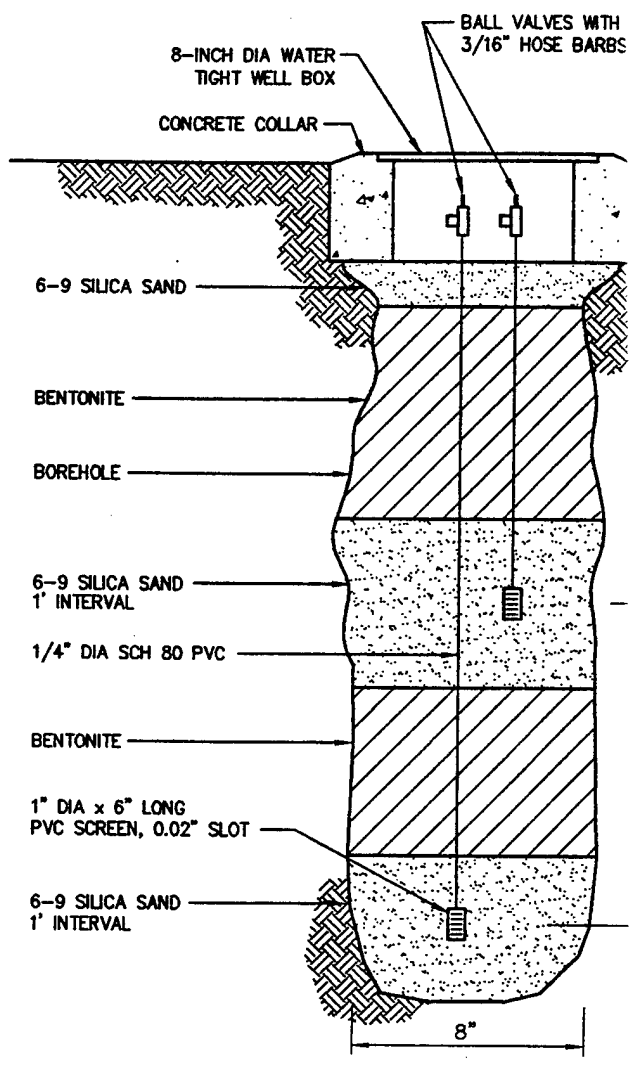 BALL VALVES WITH
3/16" HOSE BARBS
8-INCH DIA WATER
TIGHT WELL BOX
CONCRETE COLLAR
6-9 SILICA SAND
BENTONITE
BOREHOLE
6-9 SILICA SAND
1' INTERVAL
1/4" DIA SCH 80 PVC
BENTONITE
1" DIA x 6" LONG
PVC SCREEN, 0.02" SLOT
6-9 SILICA SAND
1' INTERVAL
8"